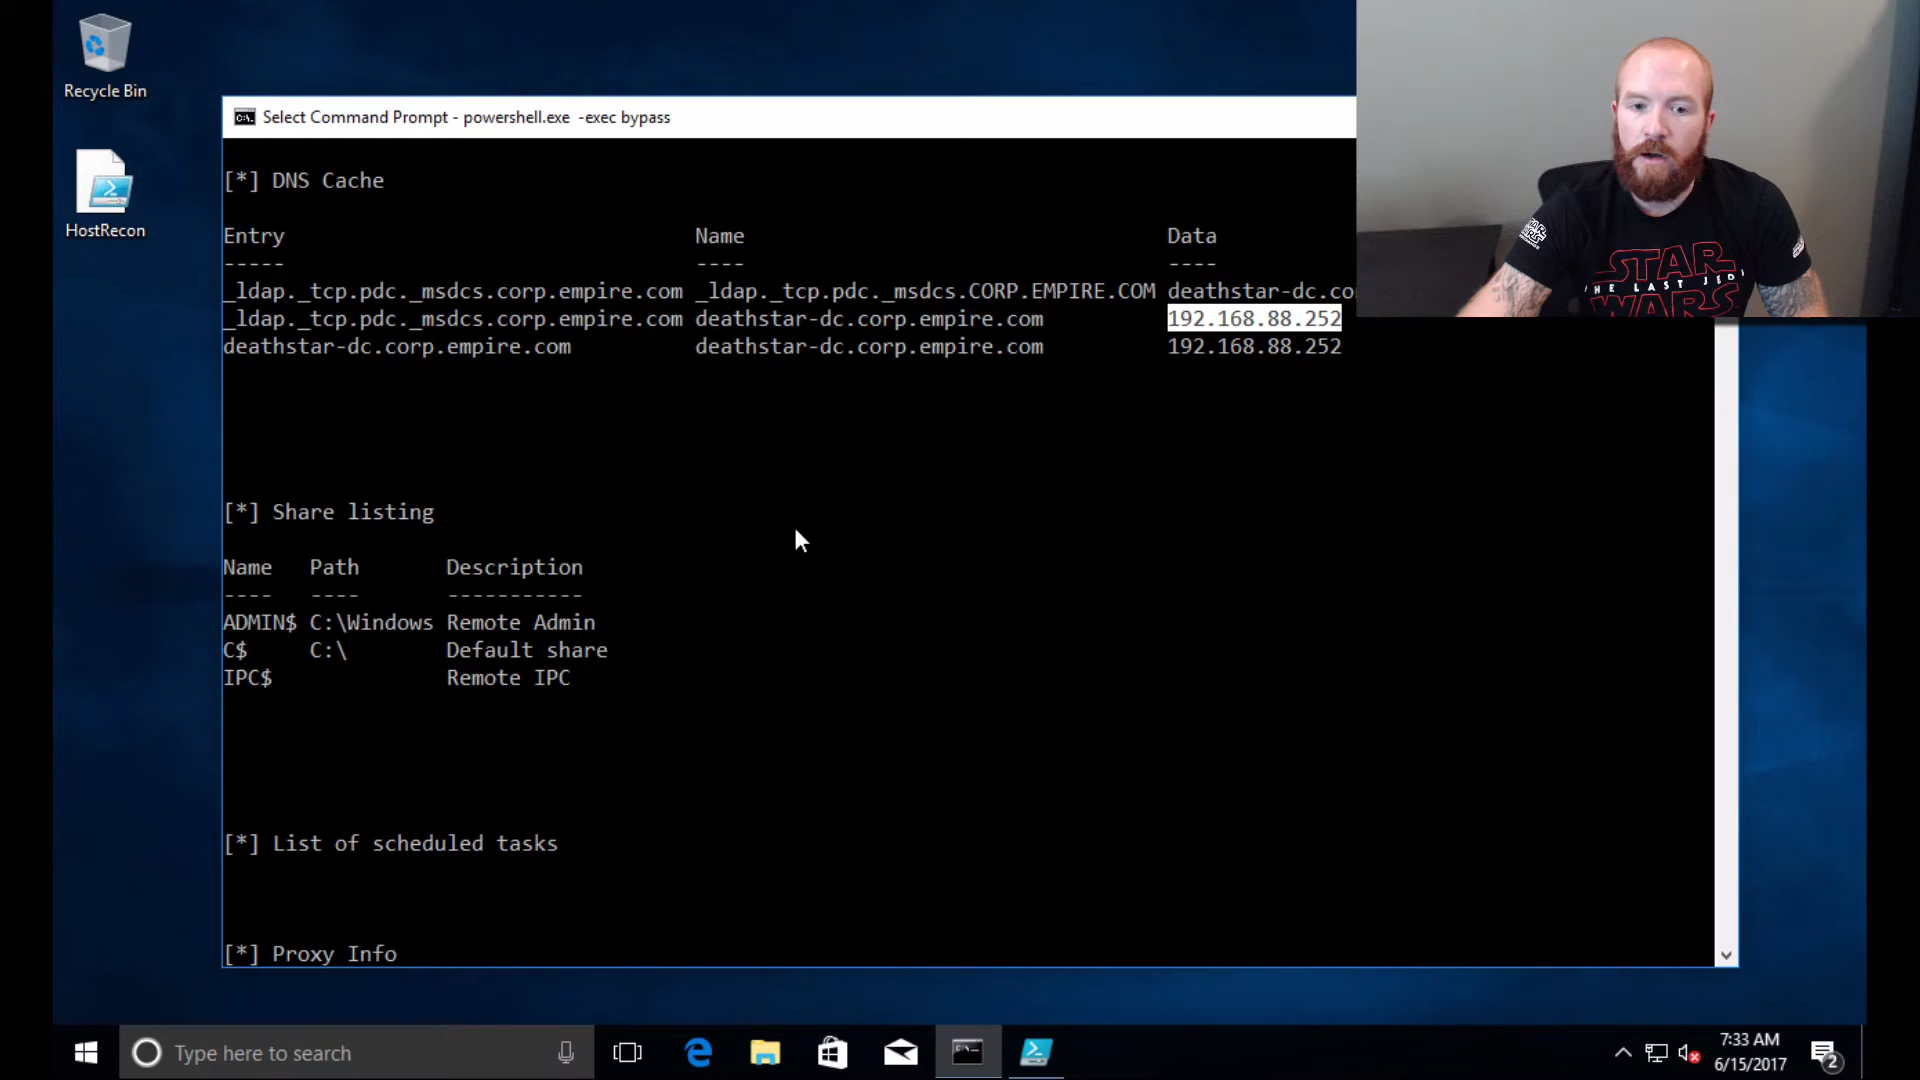 Recycle Bin
HostRecon
Select Command Prompt - powershell.exe  -exec bypass
[*] DNS Cache
Entry Name Data
----- ---- ----
_ldap._tcp.pdc._msdcs.corp.empire.com _ldap._tcp.pdc._msdcs.CORP.EMPIRE.COM deathstar-dc.co
_ldap._tcp.pdc._msdcs.corp.empire.com deathstar-dc.corp.empire.com 192.168.88.252
deathstar-dc.corp.empire.com deathstar-dc.corp.empire.com 192.168.88.252
[*] Share listing
Name Path Description
---- ---- -----------
ADMIN$ C:\Windows Remote Admin
C$ C:\ Default share
IPC$ Remote IPC
[*] List of scheduled tasks
[*] Proxy Info
STAR
THE LAST JEDI
WARS
Type here to search
7:33 AM
6/15/2017
2